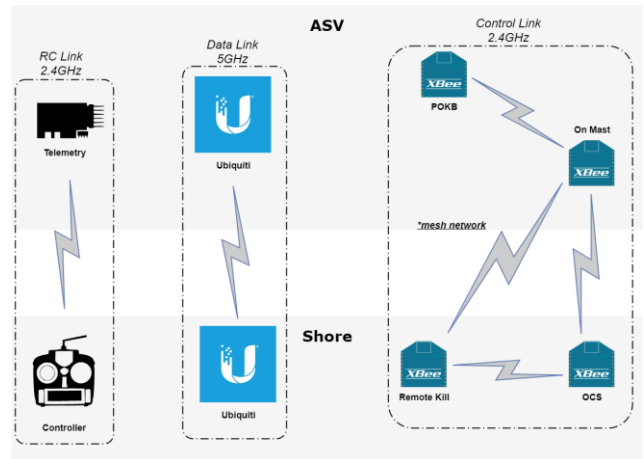 ASV
RC Link
2.4GHz
Data Link
5GHz
Control Link
2.4GHz
XBee
POKB
On Mast
XBee
Telemetry
U
Ubiquiti
*mesh network
Shore
Controller
U
Ubiquiti
XBee
Remote Kill
XBee
OCS